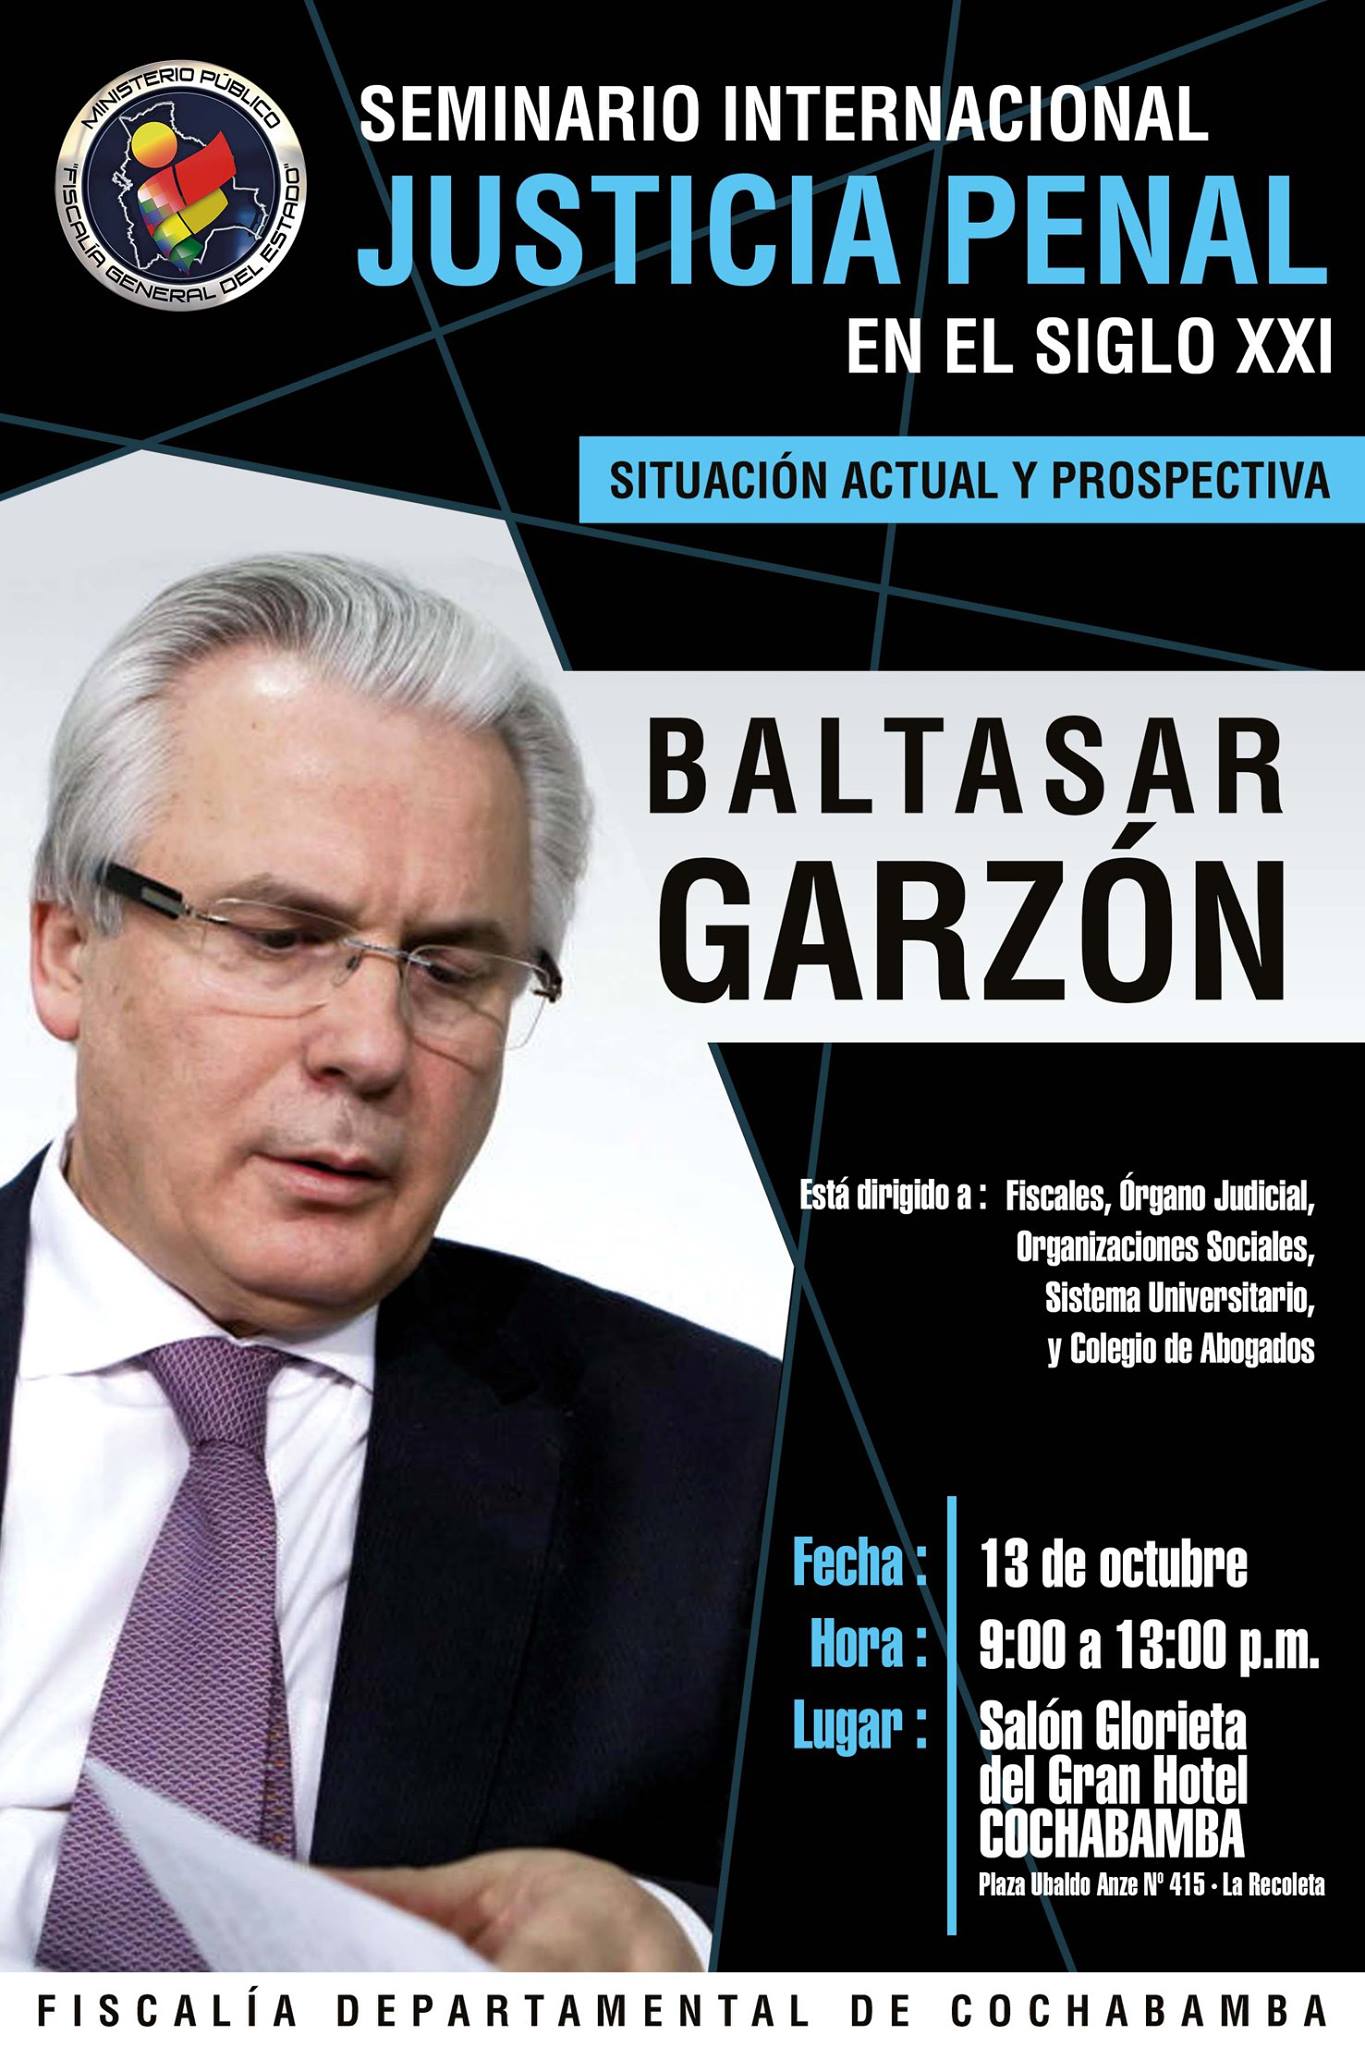 MINISTERIO PÚBLICO
"FISCALÍA GENERAL DEL ESTADO"
SEMINARIO INTERNACIONAL
JUSTICIA PENAL
EN EL SIGLO XXI
SITUACIÓN ACTUAL Y PROSPECTIVA
BALTASAR
GARZÓN
Está dirigido a : Fiscales, Órgano Judicial,
Organizaciones Sociales,
Sistema Universitario,
y Colegio de Abogados
Fecha : 13 de octubre
Hora : 9:00 a 13:00 p.m.
Lugar : Salón Glorieta
del Gran Hotel
COCHABAMBA
Plaza Ubaldo Anze Nº 415 · La Recoleta
FISCALÍA DEPARTAMENTAL DE COCHABAMBA